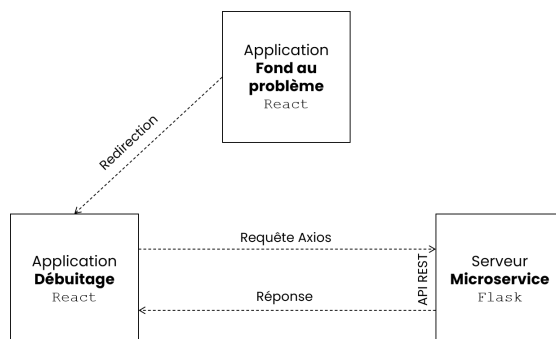 Application
Fond au
problème
React
Redirection
Application
Débuitage
React
Requête Axios
Réponse
API REST
Serveur
Microservice
Flask